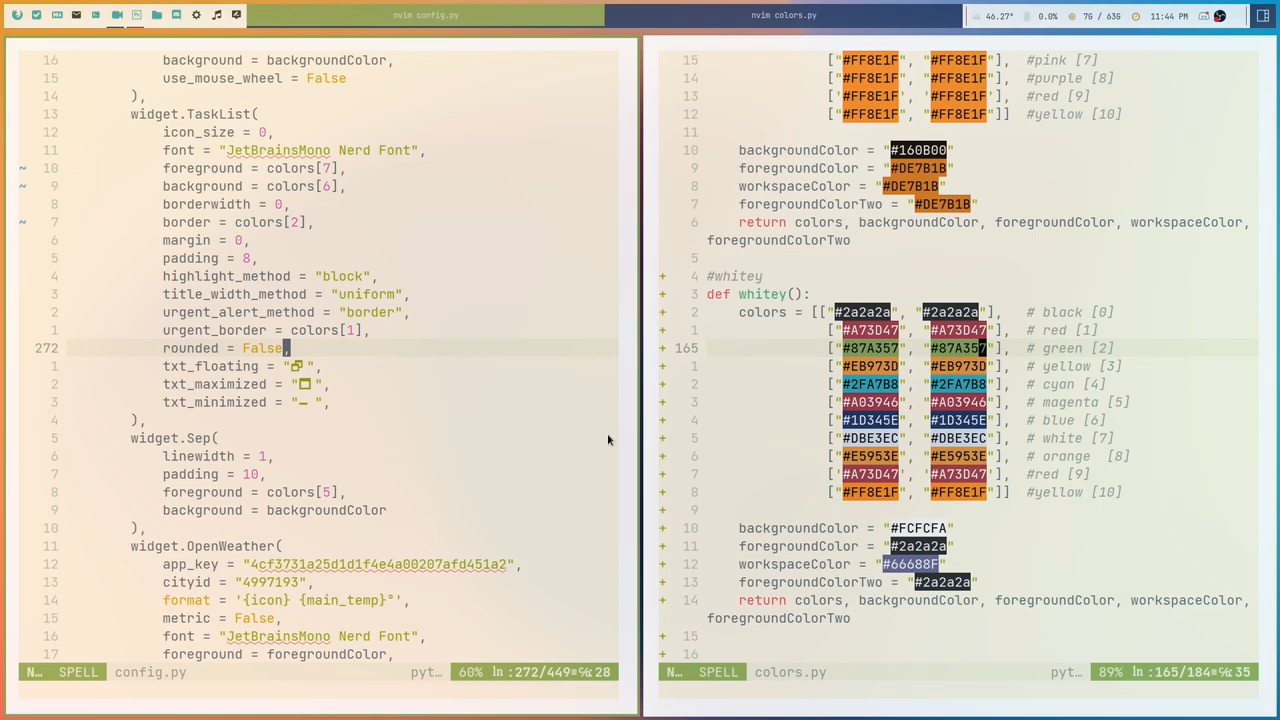 nvim config.py
nvim colors.py
46.27°
0.0%
7G / 63G
11:44 PM
16 background = backgroundColor,
15 use_mouse_wheel = False
14 ),
13 widget.TaskList(
12 icon_size = 0,
11 font = "JetBrainsMono Nerd Font",
~ 10 foreground = colors[7],
~ 9 background = colors[6],
8 borderwidth = 0,
~ 7 border = colors[2],
6 margin = 0,
5 padding = 8,
4 highlight_method = "block",
3 title_width_method = "uniform",
2 urgent_alert_method = "border",
1 urgent_border = colors[1],
272 rounded = False,
1 txt_floating = "🗗 ",
2 txt_maximized = "🗖 ",
3 txt_minimized = "🗕 ",
4 ),
5 widget.Sep(
6 linewidth = 1,
7 padding = 10,
8 foreground = colors[5],
9 background = backgroundColor
10 ),
11 widget.OpenWeather(
12 app_key = "4cf3731a25d1d1f4e4a00207afd451a2",
13 cityid = "4997193",
14 format = '{icon} {main_temp}°',
15 metric = False,
16 font = "JetBrainsMono Nerd Font",
17 foreground = foregroundColor,
N… SPELL config.py pyt… 60% ln :272/449≡℅:28
15 ["#FF8E1F", "#FF8E1F"], #pink [7]
14 ["#FF8E1F", "#FF8E1F"], #purple [8]
13 ['#FF8E1F', '#FF8E1F'], #red [9]
12 ["#FF8E1F", "#FF8E1F"]] #yellow [10]
11
10 backgroundColor = "#160B00"
9 foregroundColor = "#DE7B1B"
8 workspaceColor = "#DE7B1B"
7 foregroundColorTwo = "#DE7B1B"
6 return colors, backgroundColor, foregroundColor, workspaceColor,
foregroundColorTwo
5
+ 4 #whitey
+ 3 def whitey():
+ 2 colors = [["#2a2a2a", "#2a2a2a"], # black [0]
+ 1 ["#A73D47", "#A73D47"], # red [1]
+ 165 ["#87A357", "#87A357"], # green [2]
+ 1 ["#EB973D", "#EB973D"], # yellow [3]
+ 2 ["#2FA7B8", "#2FA7B8"], # cyan [4]
+ 3 ["#A03946", "#A03946"], # magenta [5]
+ 4 ["#1D345E", "#1D345E"], # blue [6]
+ 5 ["#DBE3EC", "#DBE3EC"], # white [7]
+ 6 ["#E5953E", "#E5953E"], # orange  [8]
+ 7 ['#A73D47', '#A73D47'], #red [9]
+ 8 ["#FF8E1F", "#FF8E1F"]] #yellow [10]
+ 9
+ 10 backgroundColor = "#FCFCFA"
+ 11 foregroundColor = "#2a2a2a"
+ 12 workspaceColor = "#66688F"
+ 13 foregroundColorTwo = "#2a2a2a"
+ 14 return colors, backgroundColor, foregroundColor, workspaceColor,
foregroundColorTwo
+ 15
+ 16
N… SPELL colors.py pyt… 89% ln :165/184≡℅:35